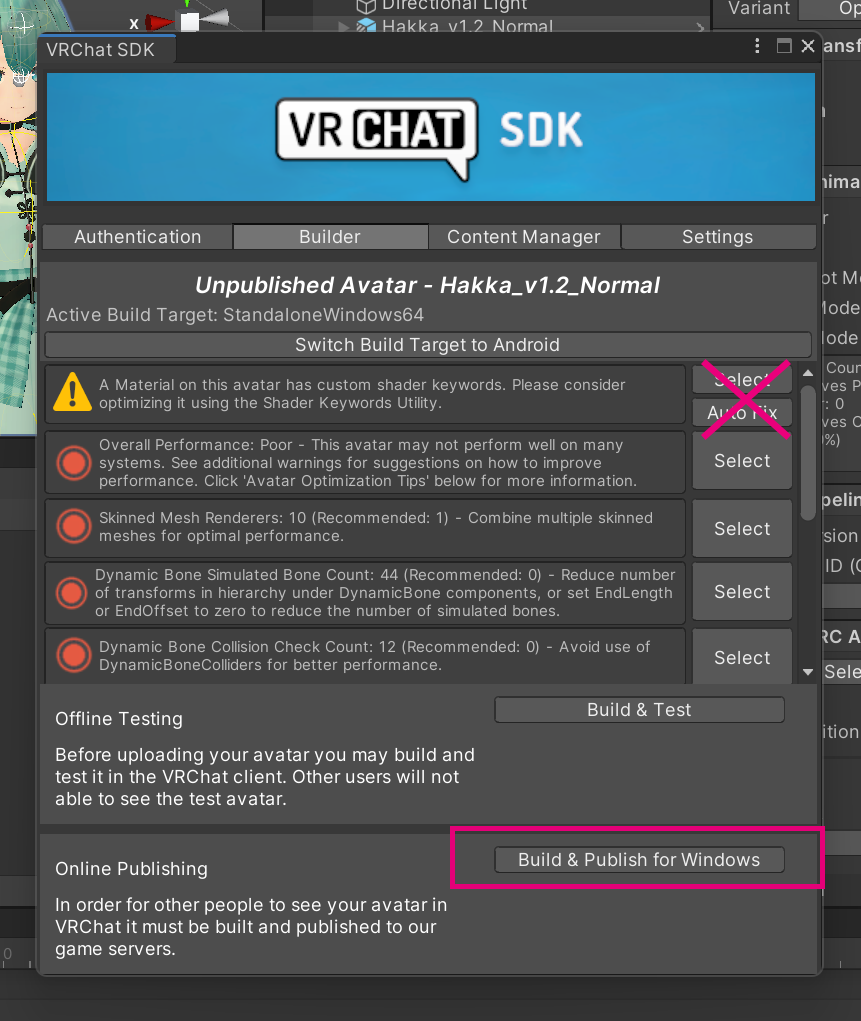 Directional Light
Variant
Op
x
Hakka_v1.2_Normal
VRChat SDK
ansf
VRCHAT SDK
nima
Authentication
Builder
Content Manager
Settings
r
Unpublished Avatar - Hakka_v1.2_Normal
ot Mo
Active Build Target: StandaloneWindows64
Mode
Switch Build Target to Android
lode
A Material on this avatar has custom shader keywords. Please consider
optimizing it using the Shader Keywords Utility.
Select
Auto Fix
Coun
ves P
r: 0
ves C
%)
Overall Performance: Poor - This avatar may not perform well on many
systems. See additional warnings for suggestions on how to improve
performance. Click 'Avatar Optimization Tips' below for more information.
Select
pelin
Skinned Mesh Renderers: 10 (Recommended: 1) - Combine multiple skinned
meshes for optimal performance.
Select
rsion
ID (O
Dynamic Bone Simulated Bone Count: 44 (Recommended: 0) - Reduce number
of transforms in hierarchy under DynamicBone components, or set EndLength
or EndOffset to zero to reduce the number of simulated bones.
Select
RC A
Dynamic Bone Collision Check Count: 12 (Recommended: 0) - Avoid use of
DynamicBoneColliders for better performance.
Select
Sele
Offline Testing
Build & Test
ition
Before uploading your avatar you may build and
test it in the VRChat client. Other users will not
able to see the test avatar.
Online Publishing
Build & Publish for Windows
In order for other people to see your avatar in
VRChat it must be built and published to our
game servers.
0